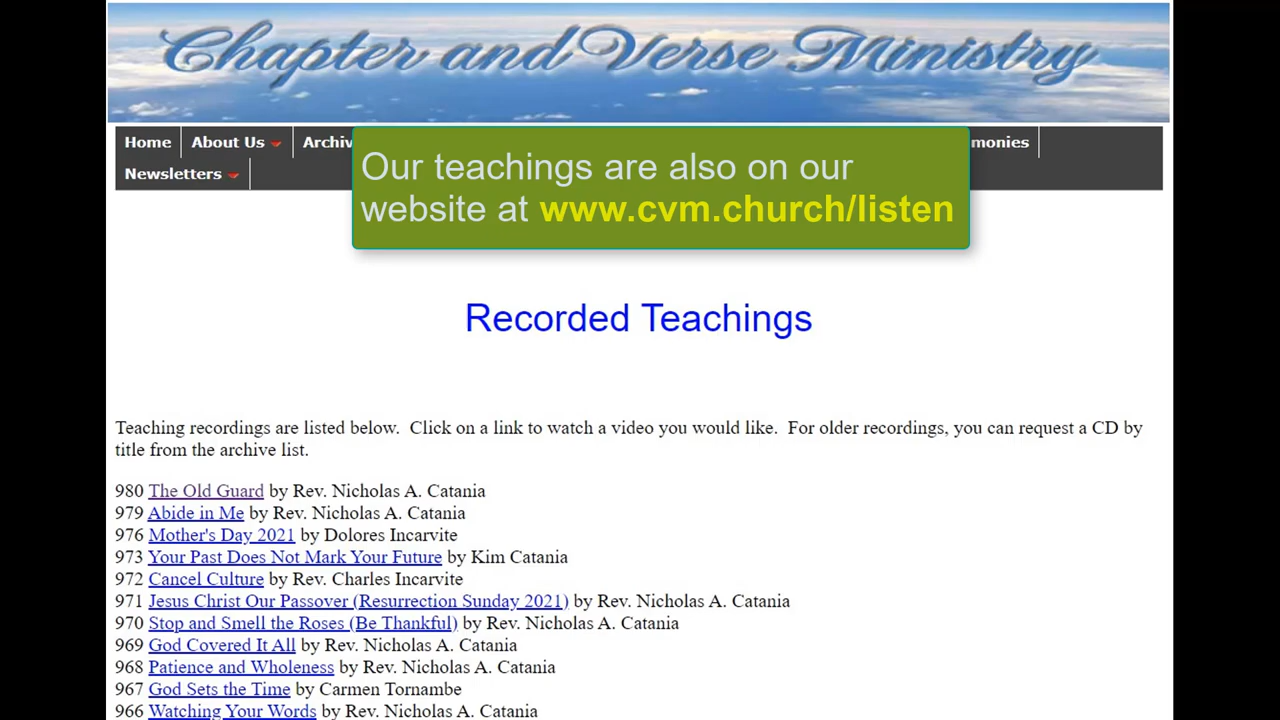 Chapter and Verse Ministry
Home About Us Archiv monies
Newsletters
Our teachings are also on our
website at www.cvm.church/listen
Recorded Teachings
Teaching recordings are listed below.  Click on a link to watch a video you would like.  For older recordings, you can request a CD by
title from the archive list.
980 The Old Guard by Rev. Nicholas A. Catania
979 Abide in Me by Rev. Nicholas A. Catania
976 Mother's Day 2021 by Dolores Incarvite
973 Your Past Does Not Mark Your Future by Kim Catania
972 Cancel Culture by Rev. Charles Incarvite
971 Jesus Christ Our Passover (Resurrection Sunday 2021) by Rev. Nicholas A. Catania
970 Stop and Smell the Roses (Be Thankful) by Rev. Nicholas A. Catania
969 God Covered It All by Rev. Nicholas A. Catania
968 Patience and Wholeness by Rev. Nicholas A. Catania
967 God Sets the Time by Carmen Tornambe
966 Watching Your Words by Rev. Nicholas A. Catania